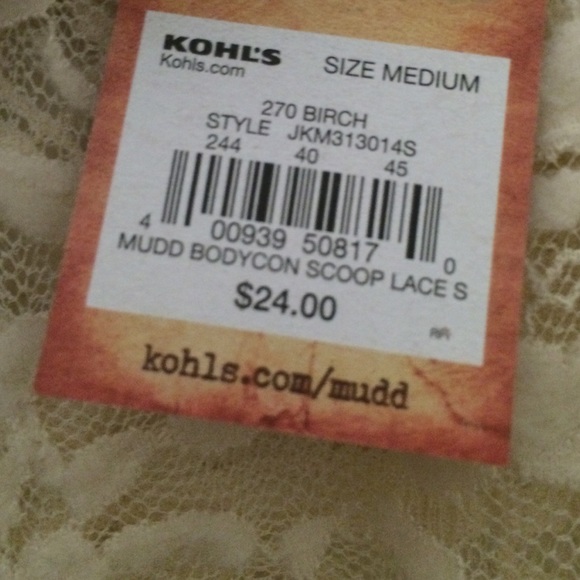 KOHL'S
Kohls.com
SIZE MEDIUM
270 BIRCH
STYLE JKM313014S
244 40 45
4 00939 50817 0
MUDD BODYCON SCOOP LACE S
$24.00
RR
kohls.com/mudd